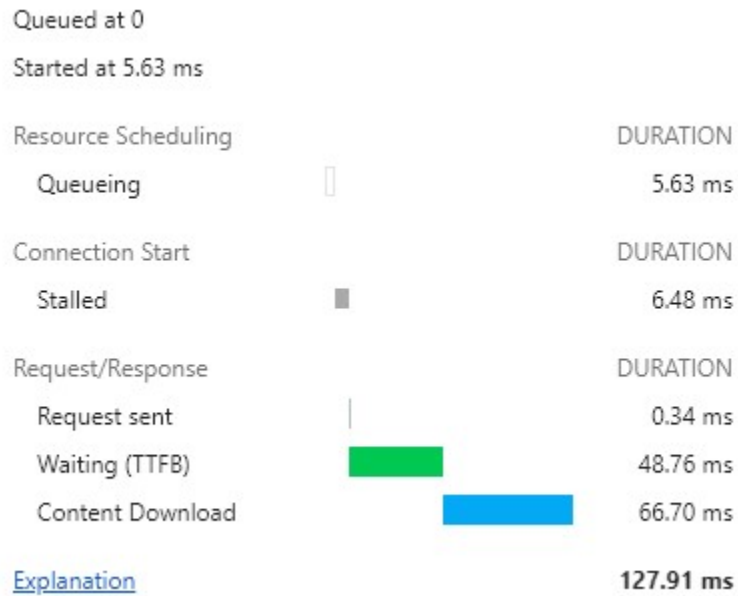 Queued at 0
Started at 5.63 ms
Resource Scheduling DURATION
Queueing 5.63 ms
Connection Start DURATION
Stalled 6.48 ms
Request/Response DURATION
Request sent 0.34 ms
Waiting (TTFB) 48.76 ms
Content Download 66.70 ms
Explanation 127.91 ms